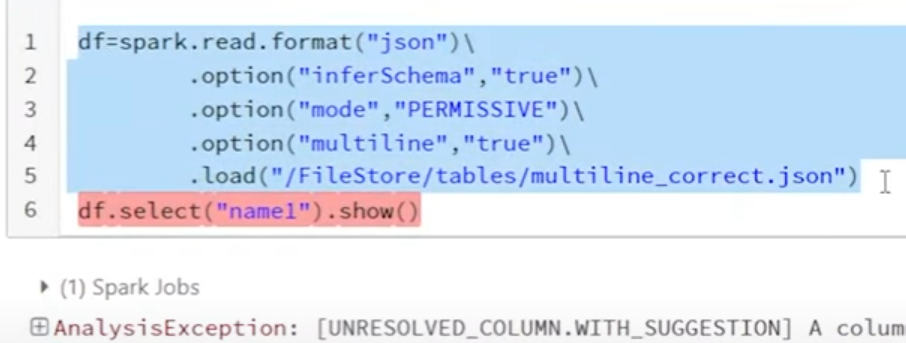 1 df=spark.read.format("json")\
2 .option("inferSchema","true")\
3 .option("mode","PERMISSIVE")\
4 .option("multiline","true")\
5 .load("/FileStore/tables/multiline_correct.json")
6 df.select("name1").show()
(1) Spark Jobs
AnalysisException: [UNRESOLVED_COLUMN.WITH_SUGGESTION] A colum